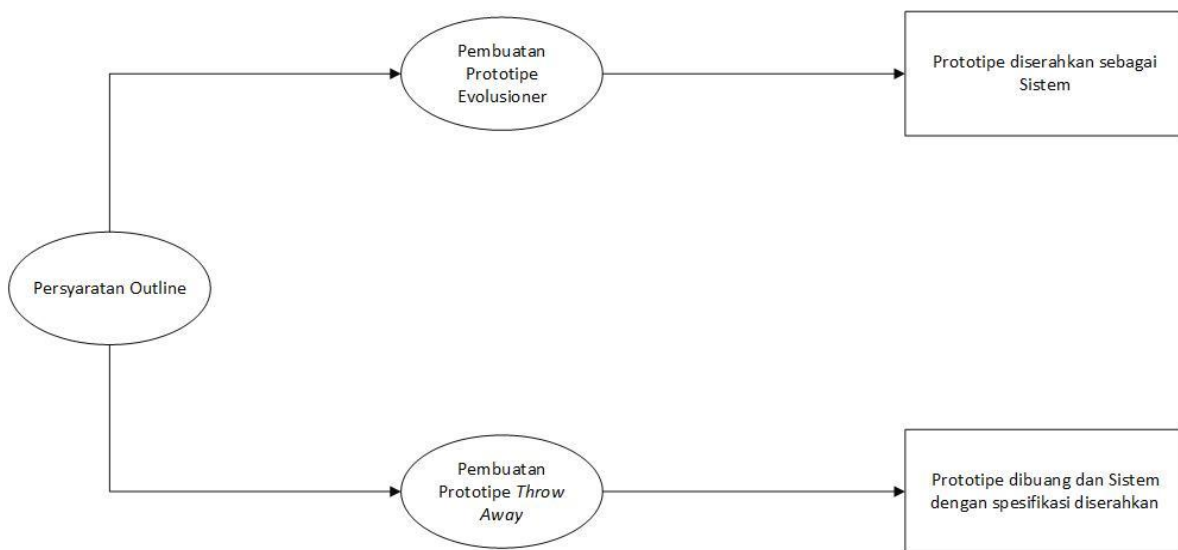 Pembuatan
Prototipe
Evolusioner
Prototipe diserahkan sebagai
Sistem
Persyaratan Outline
Pembuatan
Prototipe Throw
Away
Prototipe dibuang dan Sistem
dengan spesifikasi diserahkan